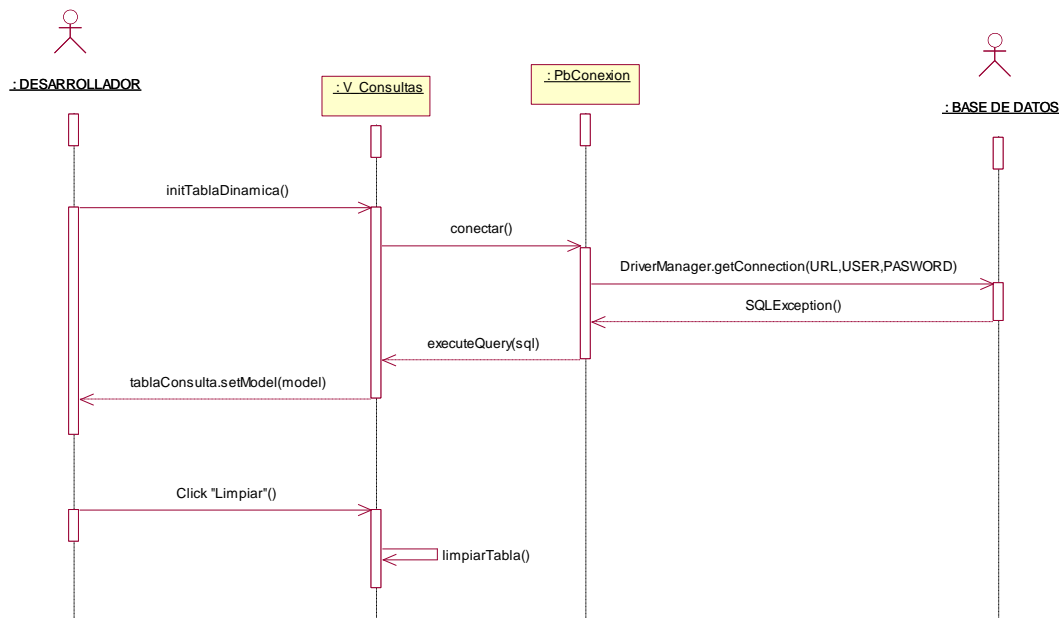 : DESARROLLADOR
: V_Consultas
: PbConexion
: BASE DE DATOS
initTablaDinamica()
conectar()
DriverManager.getConnection(URL,USER,PASWORD)
SQLException()
executeQuery(sql)
tablaConsulta.setModel(model)
Click "Limpiar"()
limpiarTabla()